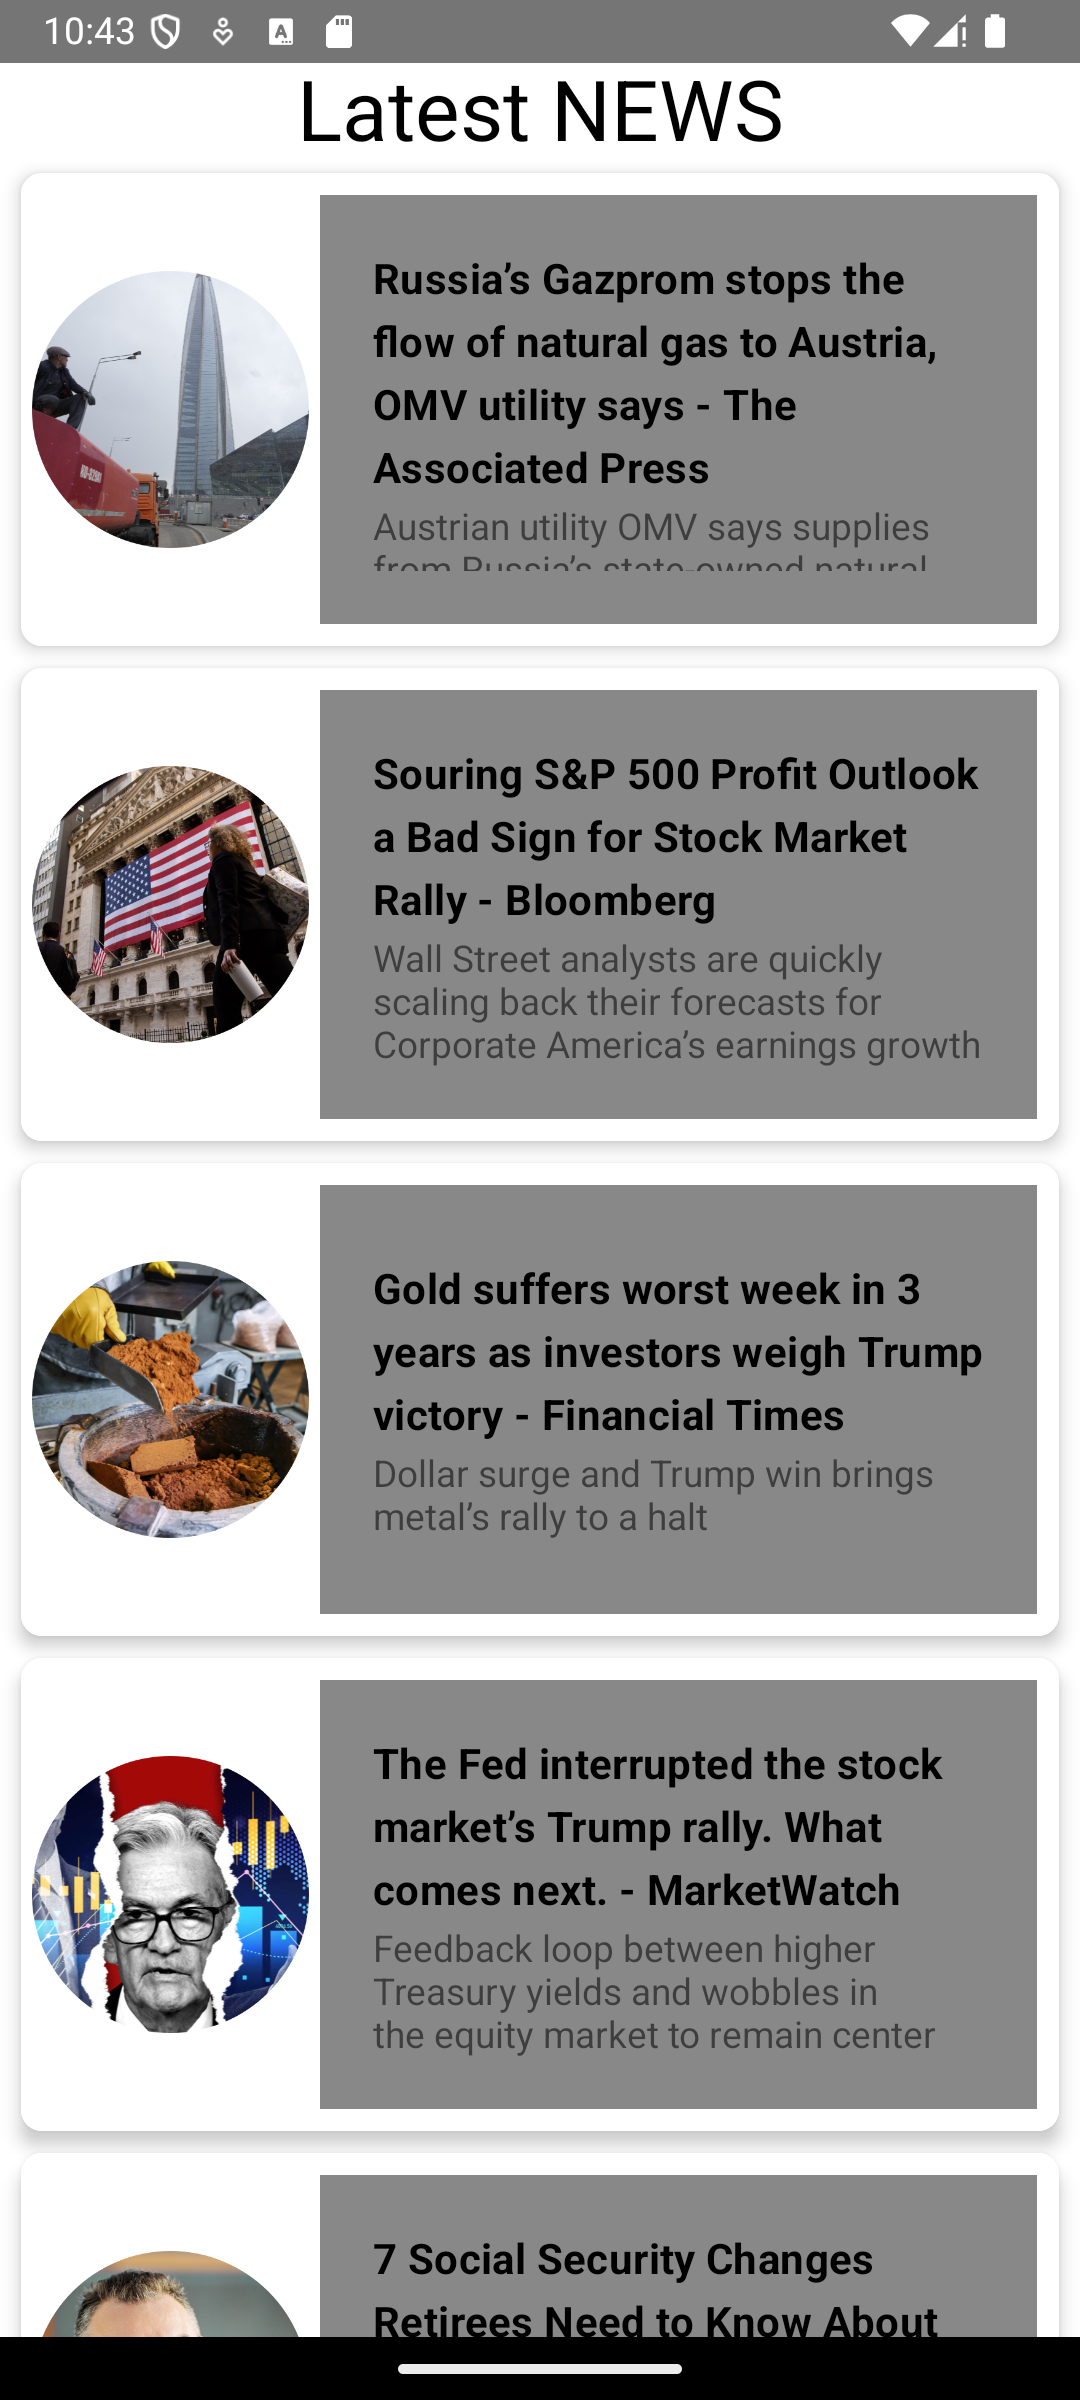 10:43
Latest NEWS
Russia’s Gazprom stops the
flow of natural gas to Austria,
OMV utility says - The
Associated Press
Austrian utility OMV says supplies
from Russia’s state-owned natural
Souring S&P 500 Profit Outlook
a Bad Sign for Stock Market
Rally - Bloomberg
Wall Street analysts are quickly
scaling back their forecasts for
Corporate America’s earnings growth
Gold suffers worst week in 3
years as investors weigh Trump
victory - Financial Times
Dollar surge and Trump win brings
metal’s rally to a halt
The Fed interrupted the stock
market’s Trump rally. What
comes next. - MarketWatch
Feedback loop between higher
Treasury yields and wobbles in
the equity market to remain center
7 Social Security Changes
Retirees Need to Know About